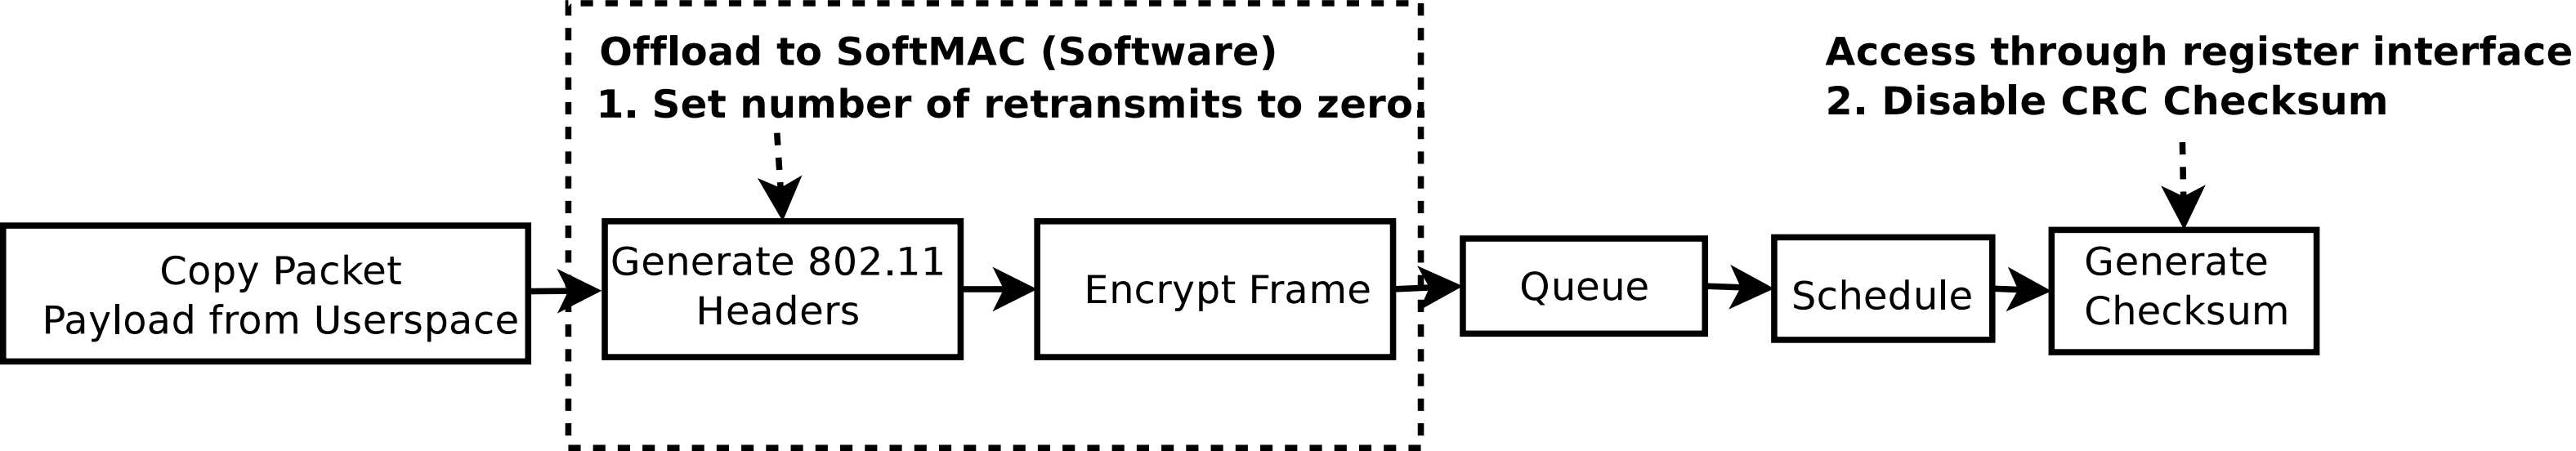 Offload to SoftMAC (Software)
1. Set number of retransmits to zero.
Access through register interface
2. Disable CRC Checksum
Copy Packet
Payload from Userspace
Generate 802.11
Headers
Encrypt Frame
Queue
Schedule
Generate
Checksum